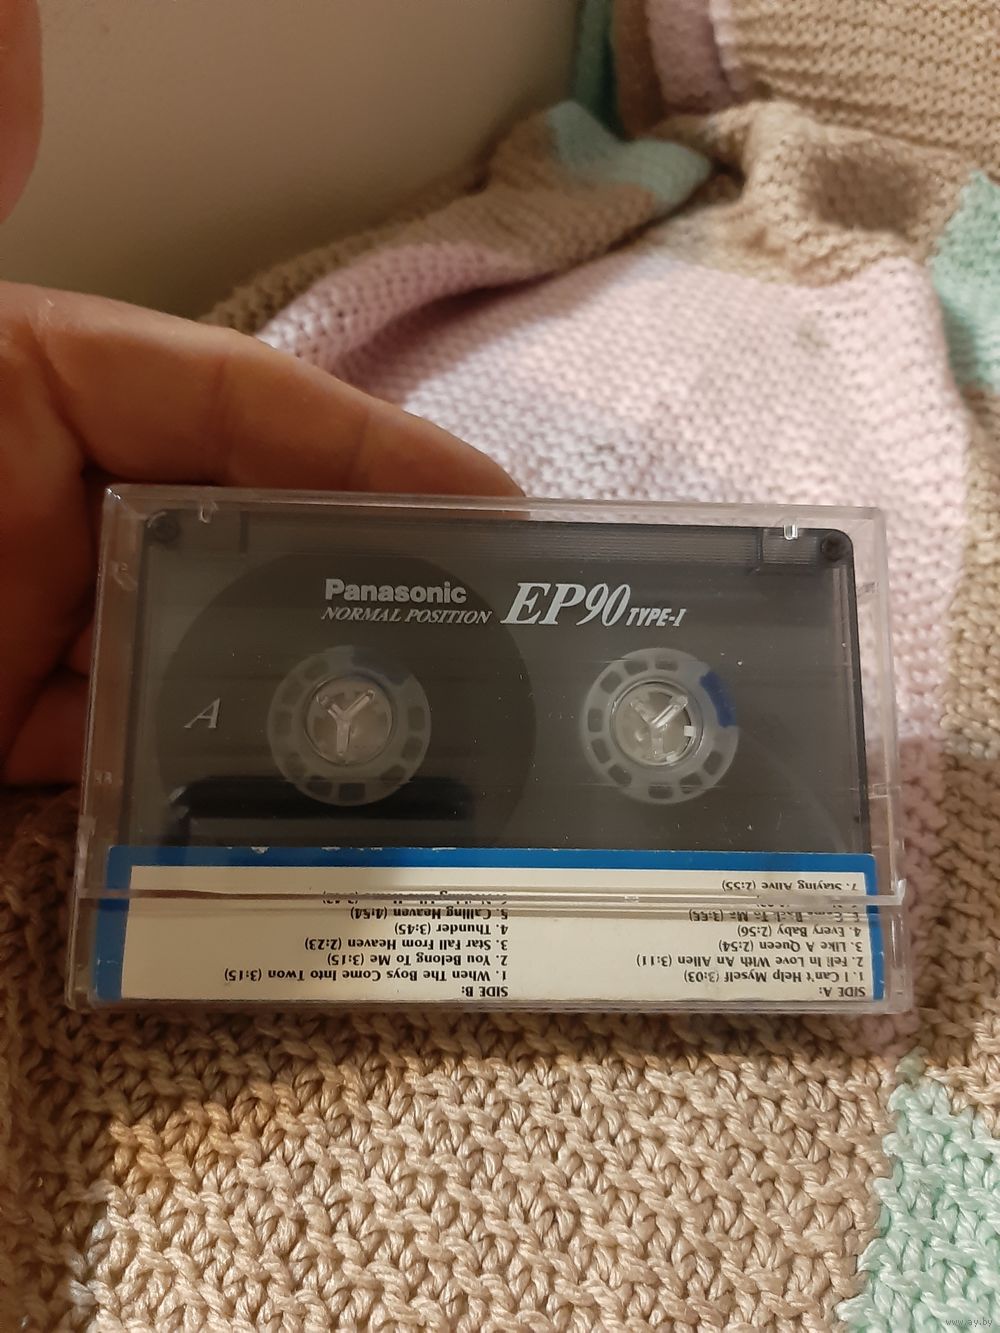 Panasonic
NORMAL POSITION
EP90 TYPE-I
A
SIDE A:
1. I Can't Help Myself (3:03)
2. Fell In Love With An Alien (3:11)
3. Like A Queen (2:54)
4. Every Baby (2:56)
7. Staying Alive (2:55)
SIDE B:
1. When The Boys Come Into Twon (3:15)
2. You Belong To Me (3:15)
3. Star Fall From Heaven (2:23)
4. Thunder (3:45)
5. Calling Heaven (4:54)
www.ay.by